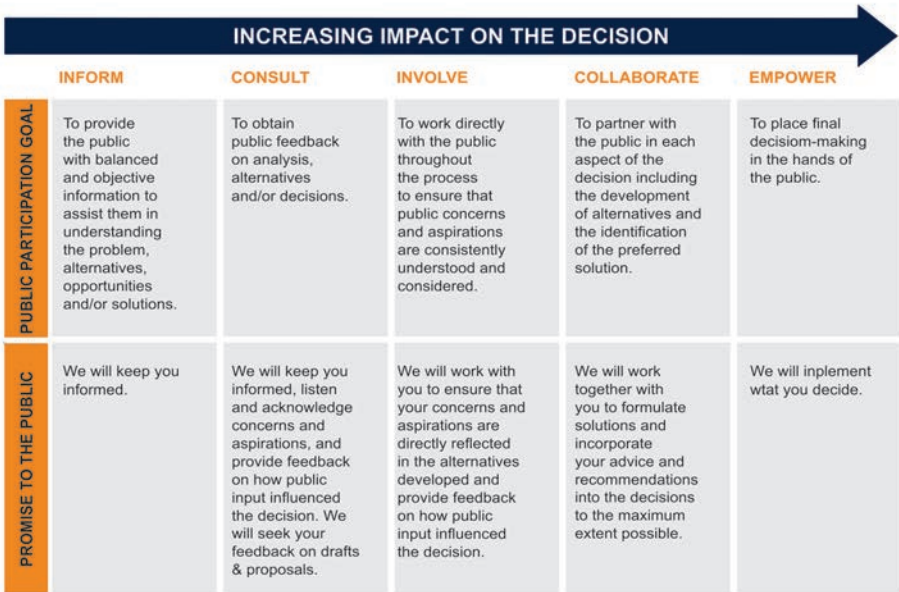 INCREASING IMPACT ON THE DECISION
INFORM
CONSULT
INVOLVE
COLLABORATE
EMPOWER
PUBLIC PARTICIPATION GOAL
To provide
the public
with balanced
and objective
information to
assist them in
understanding
the problem,
alternatives,
opportunities
and/or solutions.
To obtain
public feedback
on analysis,
alternatives
and/or decisions.
To work directly
with the public
throughout
the process
to ensure that
public concerns
and aspirations
are consistently
understood and
considered.
To partner with
the public in each
aspect of the
decision including
the development
of alternatives and
the identification
of the preferred
solution.
To place final
decisiom-making
in the hands of
the public.
PROMISE TO THE PUBLIC
We will keep you
informed.
We will keep you
informed, listen
and acknowledge
concerns and
aspirations, and
provide feedback
on how public
input influenced
the decision. We
will seek your
feedback on drafts
& proposals.
We will work with
you to ensure that
your concerns and
aspirations are
directly reflected
in the alternatives
developed and
provide feedback
on how public
input influenced
the decision.
We will work
together with
you to formulate
solutions and
incorporate
your advice and
recommendations
into the decisions
to the maximum
extent possible.
We will inplement
wtat you decide.